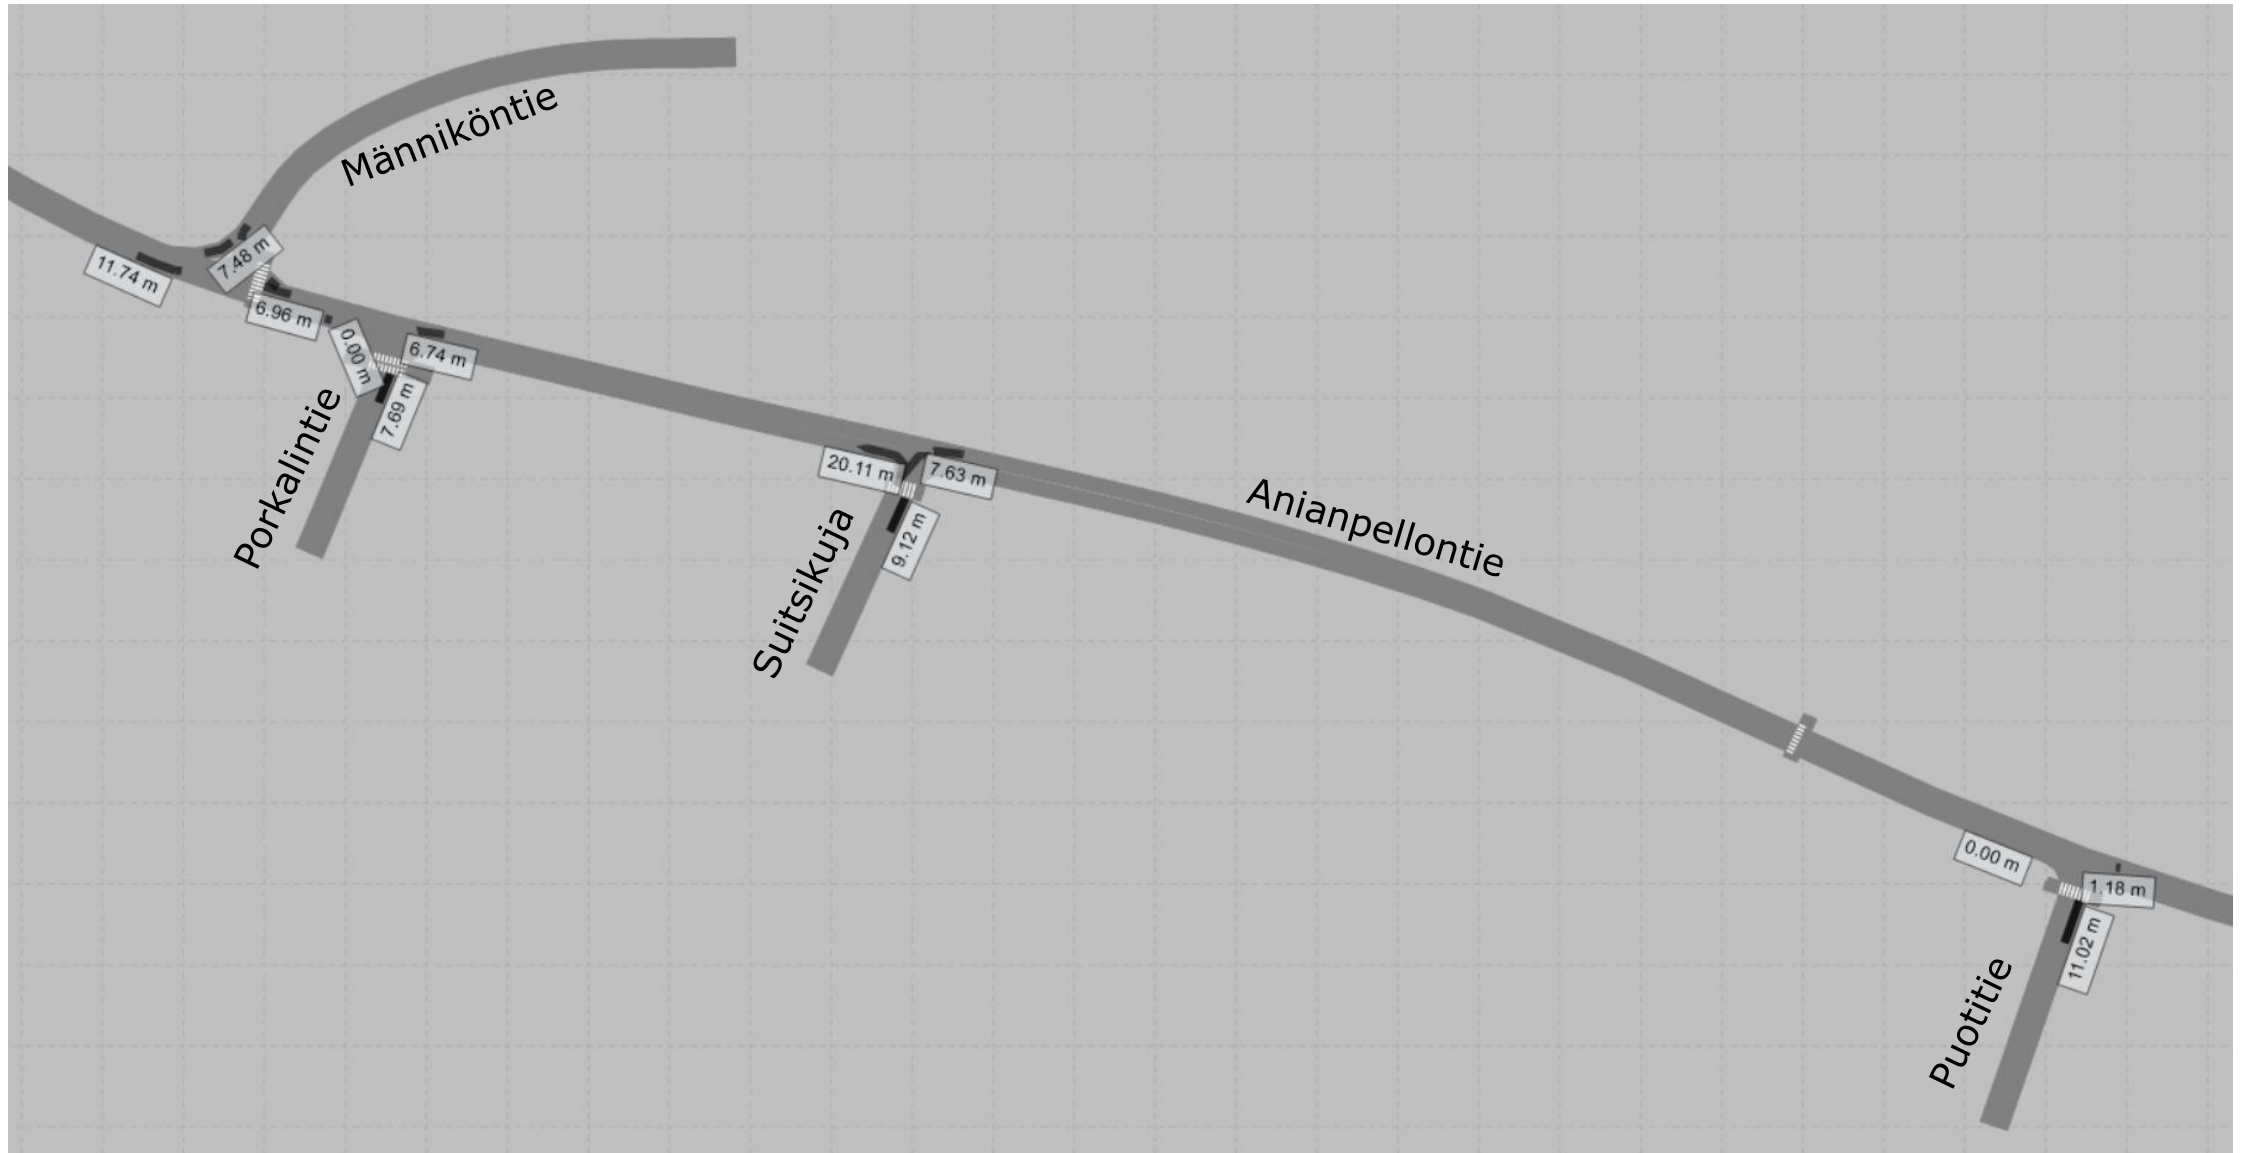 Männiköntie
7.48 m
11.74 m
6.96 m
0.00 m
6.74 m
7.69 m
Porkalintie
20.11 m
7.63 m
9.12 m
Suitsikuja
Anianpellontie
0.00 m
1.18 m
11.02 m
Puotitie